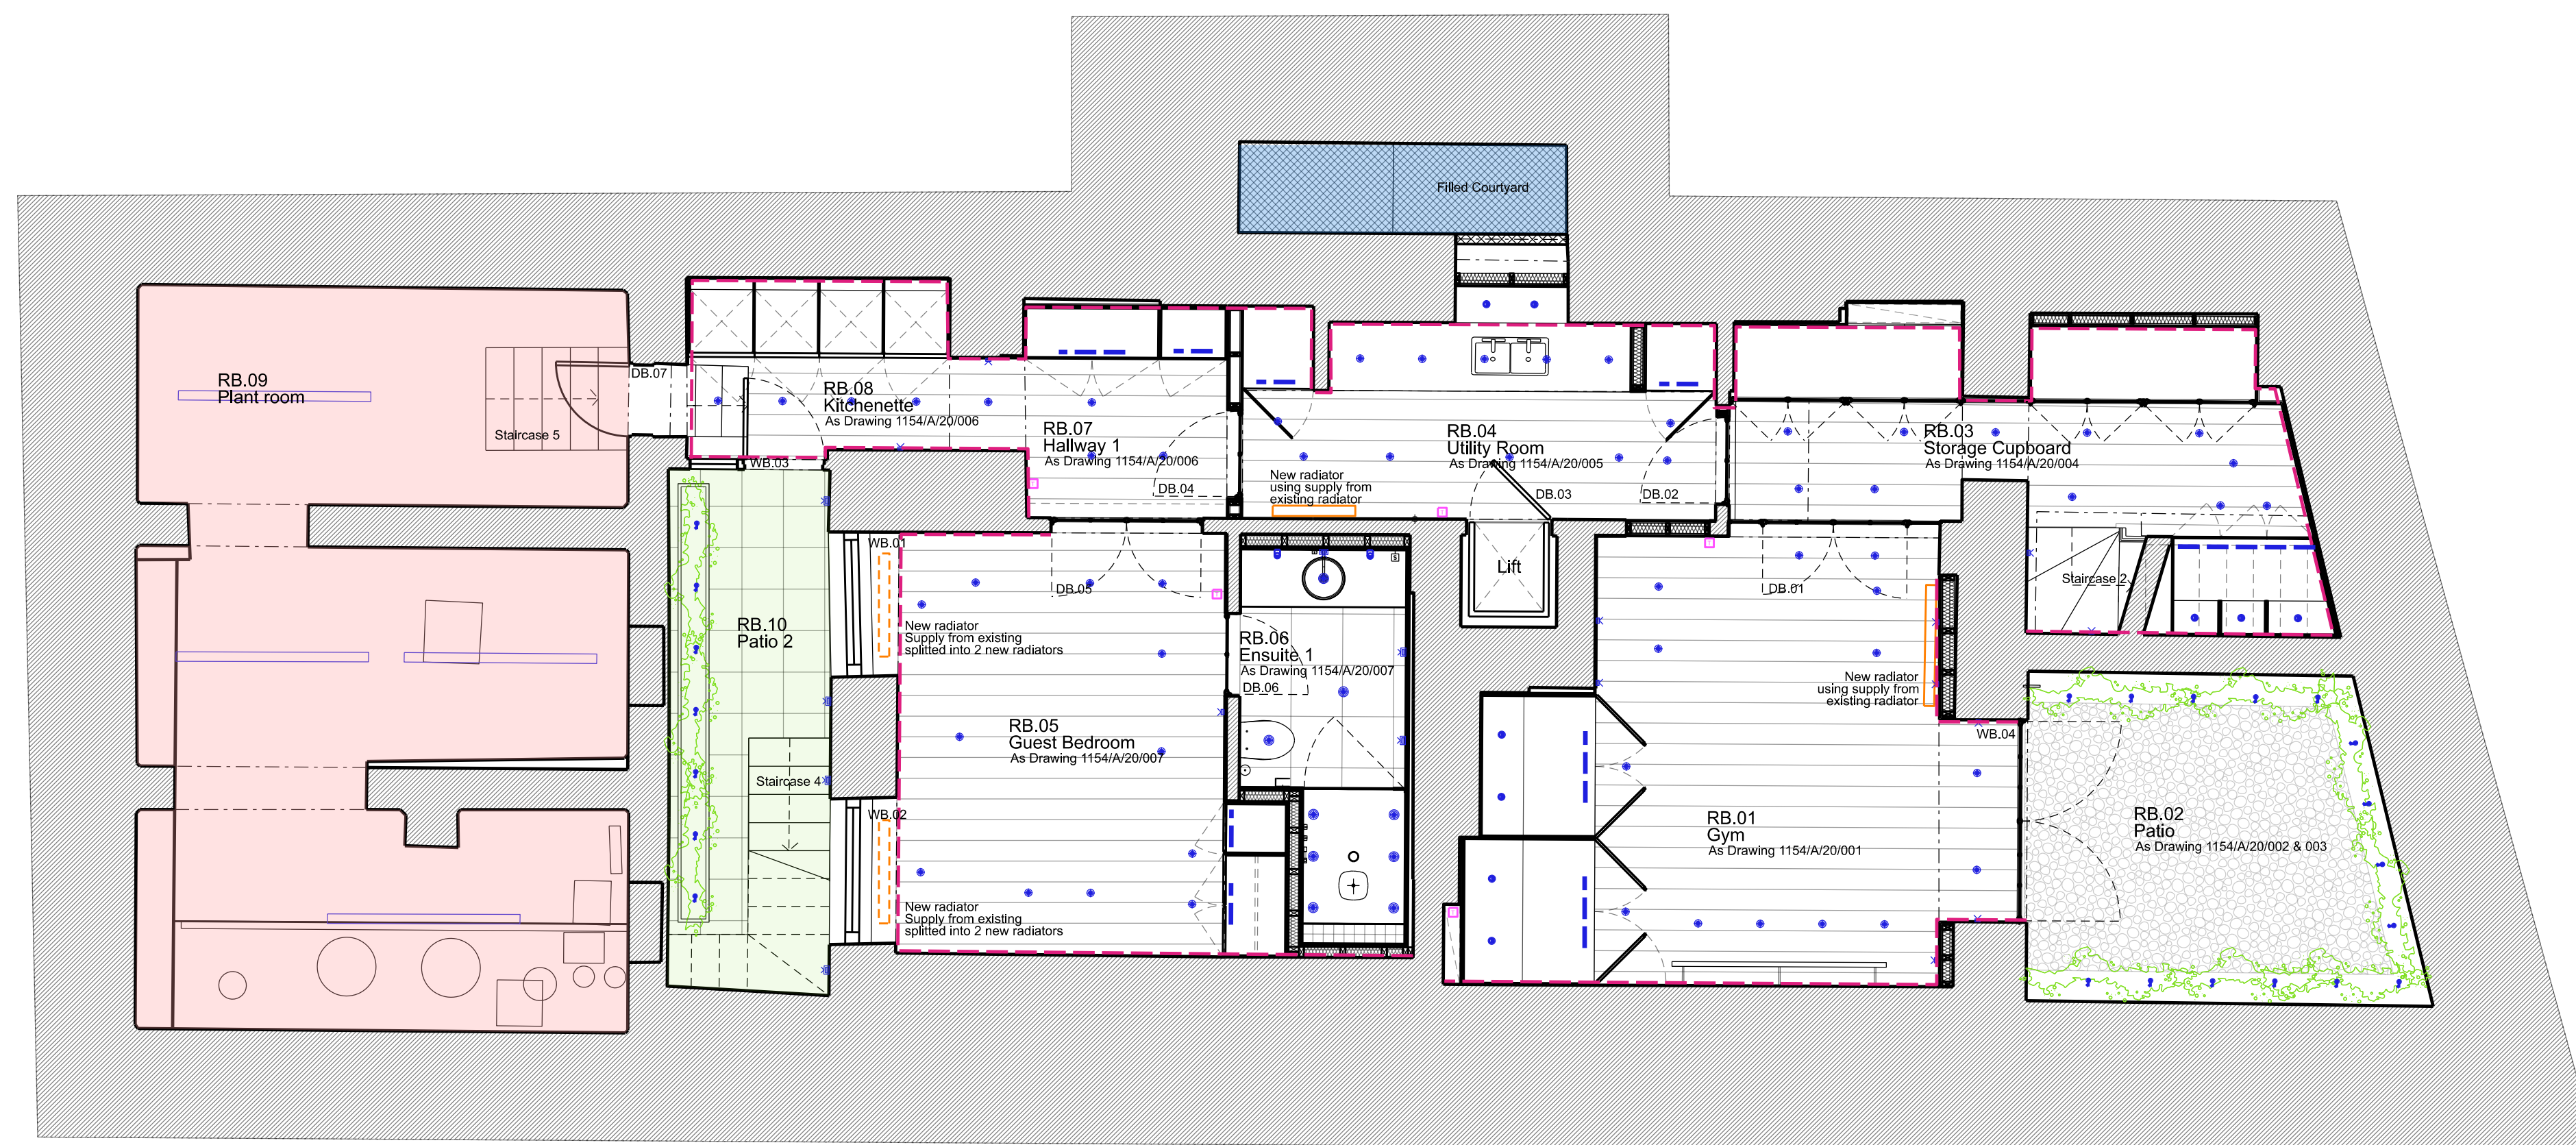 Filled Courtyard
RB.09
Plant room
Staircase 5
DB.07
RB.08
Kitchenette
As Drawing 1154/A/20/006
WB.03
RB.07
Hallway 1
As Drawing 1154/A/20/006
DB.04
RB.04
Utility Room
As Drawing 1154/A/20/005
New radiator
using supply from
existing radiator
DB.03
DB.02
RB.03
Storage Cupboard
As Drawing 1154/A/20/004
Staircase 2
Lift
DB.01
WB.01
DB.05
New radiator
Supply from existing
splitted into 2 new radiators
RB.10
Patio 2
RB.06
Ensuite 1
As Drawing 1154/A/20/007
DB.06
S
New radiator
using supply from
existing radiator
RB.05
Guest Bedroom
As Drawing 1154/A/20/007
WB.04
Staircase 4
WB.02
RB.01
Gym
As Drawing 1154/A/20/001
RB.02
Patio
As Drawing 1154/A/20/002 & 003
New radiator
Supply from existing
splitted into 2 new radiators